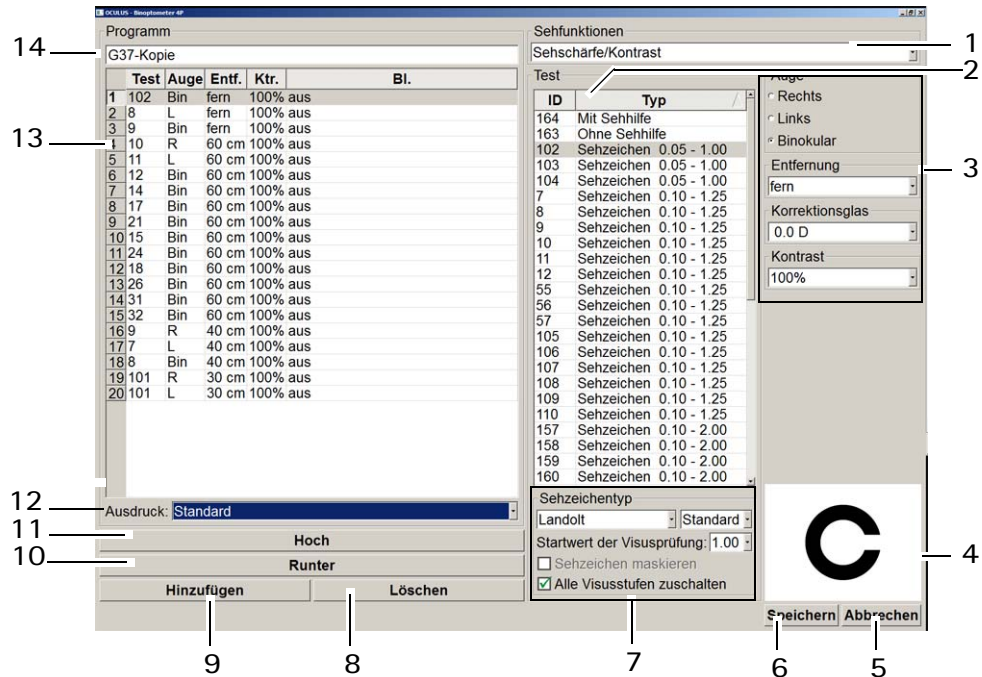 OCULUS - Binoptometer 4P
Programm
G37-Kopie
Test Auge Entf. Ktr. Bl.
1 102 Bin fern 100% aus
2 8 L fern 100% aus
3 9 Bin fern 100% aus
4 10 R 60 cm 100% aus
5 11 L 60 cm 100% aus
6 12 Bin 60 cm 100% aus
7 14 Bin 60 cm 100% aus
8 17 Bin 60 cm 100% aus
9 21 Bin 60 cm 100% aus
10 15 Bin 60 cm 100% aus
11 24 Bin 60 cm 100% aus
12 18 Bin 60 cm 100% aus
13 26 Bin 60 cm 100% aus
14 31 Bin 60 cm 100% aus
15 32 Bin 60 cm 100% aus
16 9 R 40 cm 100% aus
17 7 L 40 cm 100% aus
18 8 Bin 40 cm 100% aus
19 101 R 30 cm 100% aus
20 101 L 30 cm 100% aus
Ausdruck: Standard
Hoch
Runter
Hinzufügen Löschen
Sehfunktionen
Sehschärfe/Kontrast
Test
ID Typ
164 Mit Sehhilfe
163 Ohne Sehhilfe
102 Sehzeichen 0.05 - 1.00
103 Sehzeichen 0.05 - 1.00
104 Sehzeichen 0.05 - 1.00
7 Sehzeichen 0.10 - 1.25
8 Sehzeichen 0.10 - 1.25
9 Sehzeichen 0.10 - 1.25
10 Sehzeichen 0.10 - 1.25
11 Sehzeichen 0.10 - 1.25
12 Sehzeichen 0.10 - 1.25
55 Sehzeichen 0.10 - 1.25
56 Sehzeichen 0.10 - 1.25
57 Sehzeichen 0.10 - 1.25
105 Sehzeichen 0.10 - 1.25
106 Sehzeichen 0.10 - 1.25
107 Sehzeichen 0.10 - 1.25
108 Sehzeichen 0.10 - 1.25
109 Sehzeichen 0.10 - 1.25
110 Sehzeichen 0.10 - 1.25
157 Sehzeichen 0.10 - 2.00
158 Sehzeichen 0.10 - 2.00
159 Sehzeichen 0.10 - 2.00
160 Sehzeichen 0.10 - 2.00
Sehzeichentyp
Landolt Standard
Startwert der Visusprüfung: 1.00
Sehzeichen maskieren
Alle Visusstufen zuschalten
Auge
Rechts
Links
Binokular
Entfernung
fern
Korrektionsglas
0.0 D
Kontrast
100%
Speichern Abbrechen
1
2
3
4
5
6
7
8
9
10
11
12
13
14